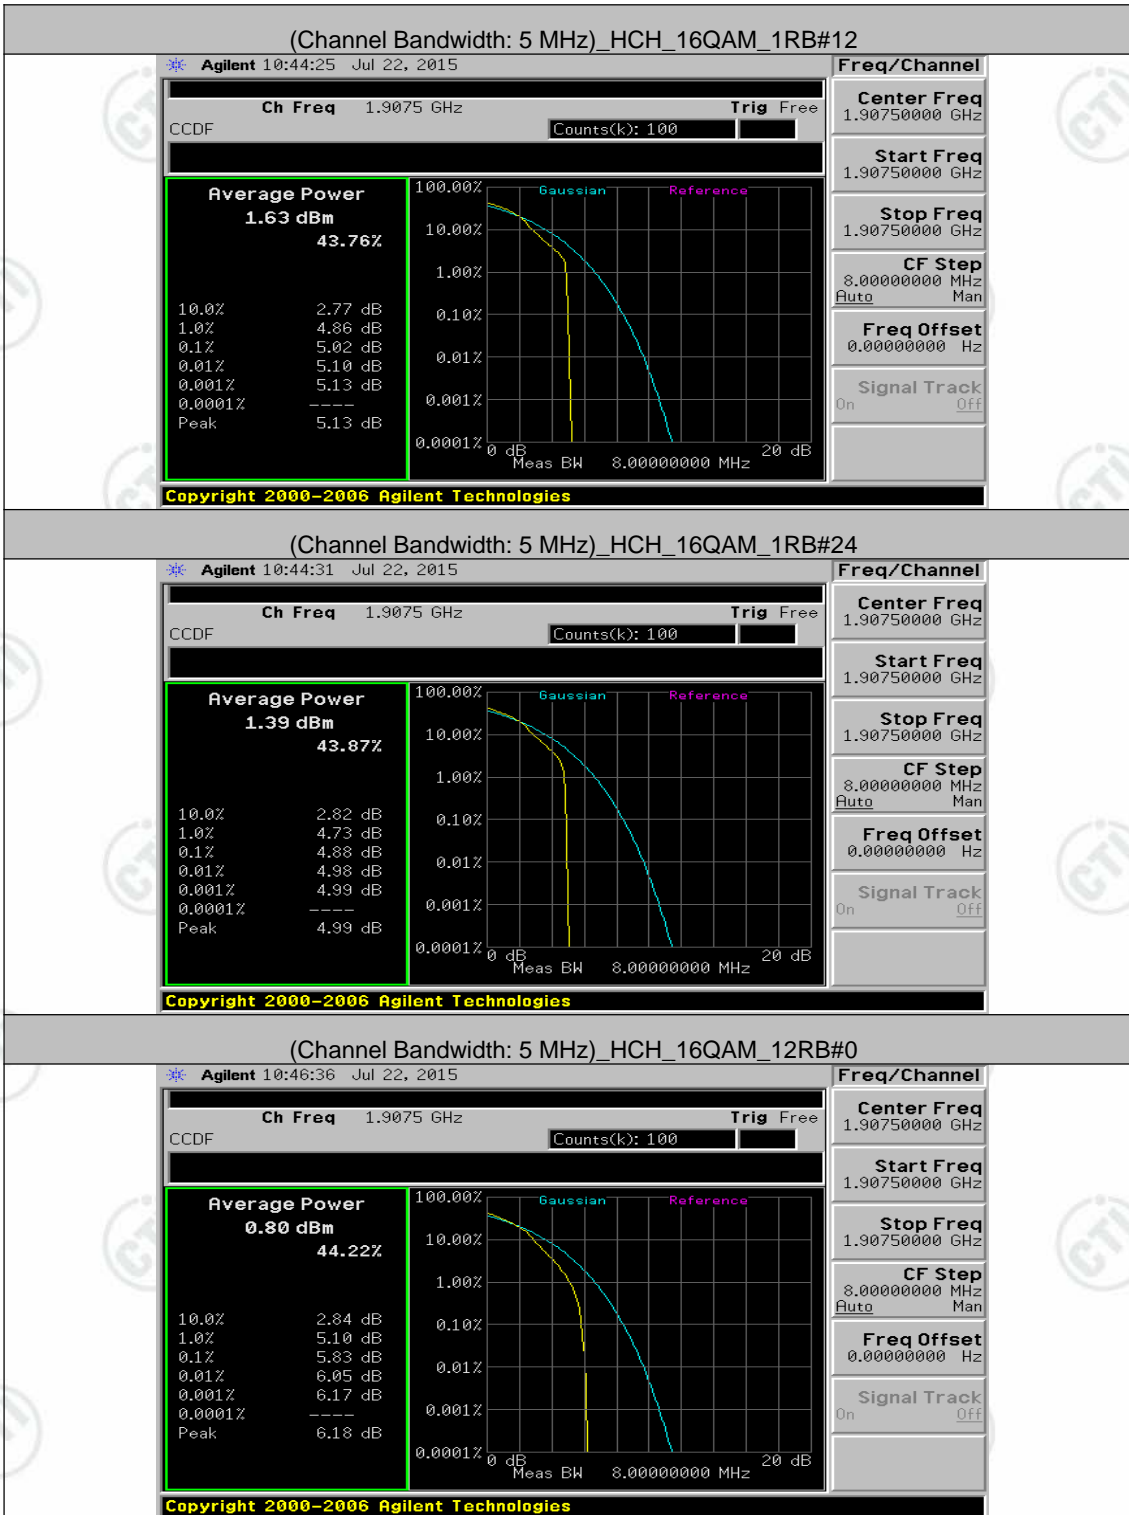 (Channel Bandwidth: 5 MHz)_HCH_16QAM_1RB#12
Agilent 10:44:25 Jul 22, 2015
Freq/Channel
Ch Freq 1.9075 GHz Trig Free
CCDF Counts(k): 100
Average Power
1.63 dBm
43.76%
10.0% 2.77 dB
1.0% 4.86 dB
0.1% 5.02 dB
0.01% 5.10 dB
0.001% 5.13 dB
0.0001% ----
Peak 5.13 dB
Gaussian Reference
100.00%
10.00%
1.00%
0.10%
0.01%
0.001%
0.0001%
0 dB 20 dB
Meas BW 8.00000000 MHz
Center Freq
1.90750000 GHz
Start Freq
1.90750000 GHz
Stop Freq
1.90750000 GHz
CF Step
8.00000000 MHz
Auto Man
Freq Offset
0.00000000 Hz
Signal Track
On Off
Copyright 2000-2006 Agilent Technologies
(Channel Bandwidth: 5 MHz)_HCH_16QAM_1RB#24
Agilent 10:44:31 Jul 22, 2015
Freq/Channel
Ch Freq 1.9075 GHz Trig Free
CCDF Counts(k): 100
Average Power
1.39 dBm
43.87%
10.0% 2.82 dB
1.0% 4.73 dB
0.1% 4.88 dB
0.01% 4.98 dB
0.001% 4.99 dB
0.0001% ----
Peak 4.99 dB
Gaussian Reference
100.00%
10.00%
1.00%
0.10%
0.01%
0.001%
0.0001%
0 dB 20 dB
Meas BW 8.00000000 MHz
Center Freq
1.90750000 GHz
Start Freq
1.90750000 GHz
Stop Freq
1.90750000 GHz
CF Step
8.00000000 MHz
Auto Man
Freq Offset
0.00000000 Hz
Signal Track
On Off
Copyright 2000-2006 Agilent Technologies
(Channel Bandwidth: 5 MHz)_HCH_16QAM_12RB#0
Agilent 10:46:36 Jul 22, 2015
Freq/Channel
Ch Freq 1.9075 GHz Trig Free
CCDF Counts(k): 100
Average Power
0.80 dBm
44.22%
10.0% 2.84 dB
1.0% 5.10 dB
0.1% 5.83 dB
0.01% 6.05 dB
0.001% 6.17 dB
0.0001% ----
Peak 6.18 dB
Gaussian Reference
100.00%
10.00%
1.00%
0.10%
0.01%
0.001%
0.0001%
0 dB 20 dB
Meas BW 8.00000000 MHz
Center Freq
1.90750000 GHz
Start Freq
1.90750000 GHz
Stop Freq
1.90750000 GHz
CF Step
8.00000000 MHz
Auto Man
Freq Offset
0.00000000 Hz
Signal Track
On Off
Copyright 2000-2006 Agilent Technologies
CTI
CTI
CTI
CTI
CTI
CTI
CTI
CTI